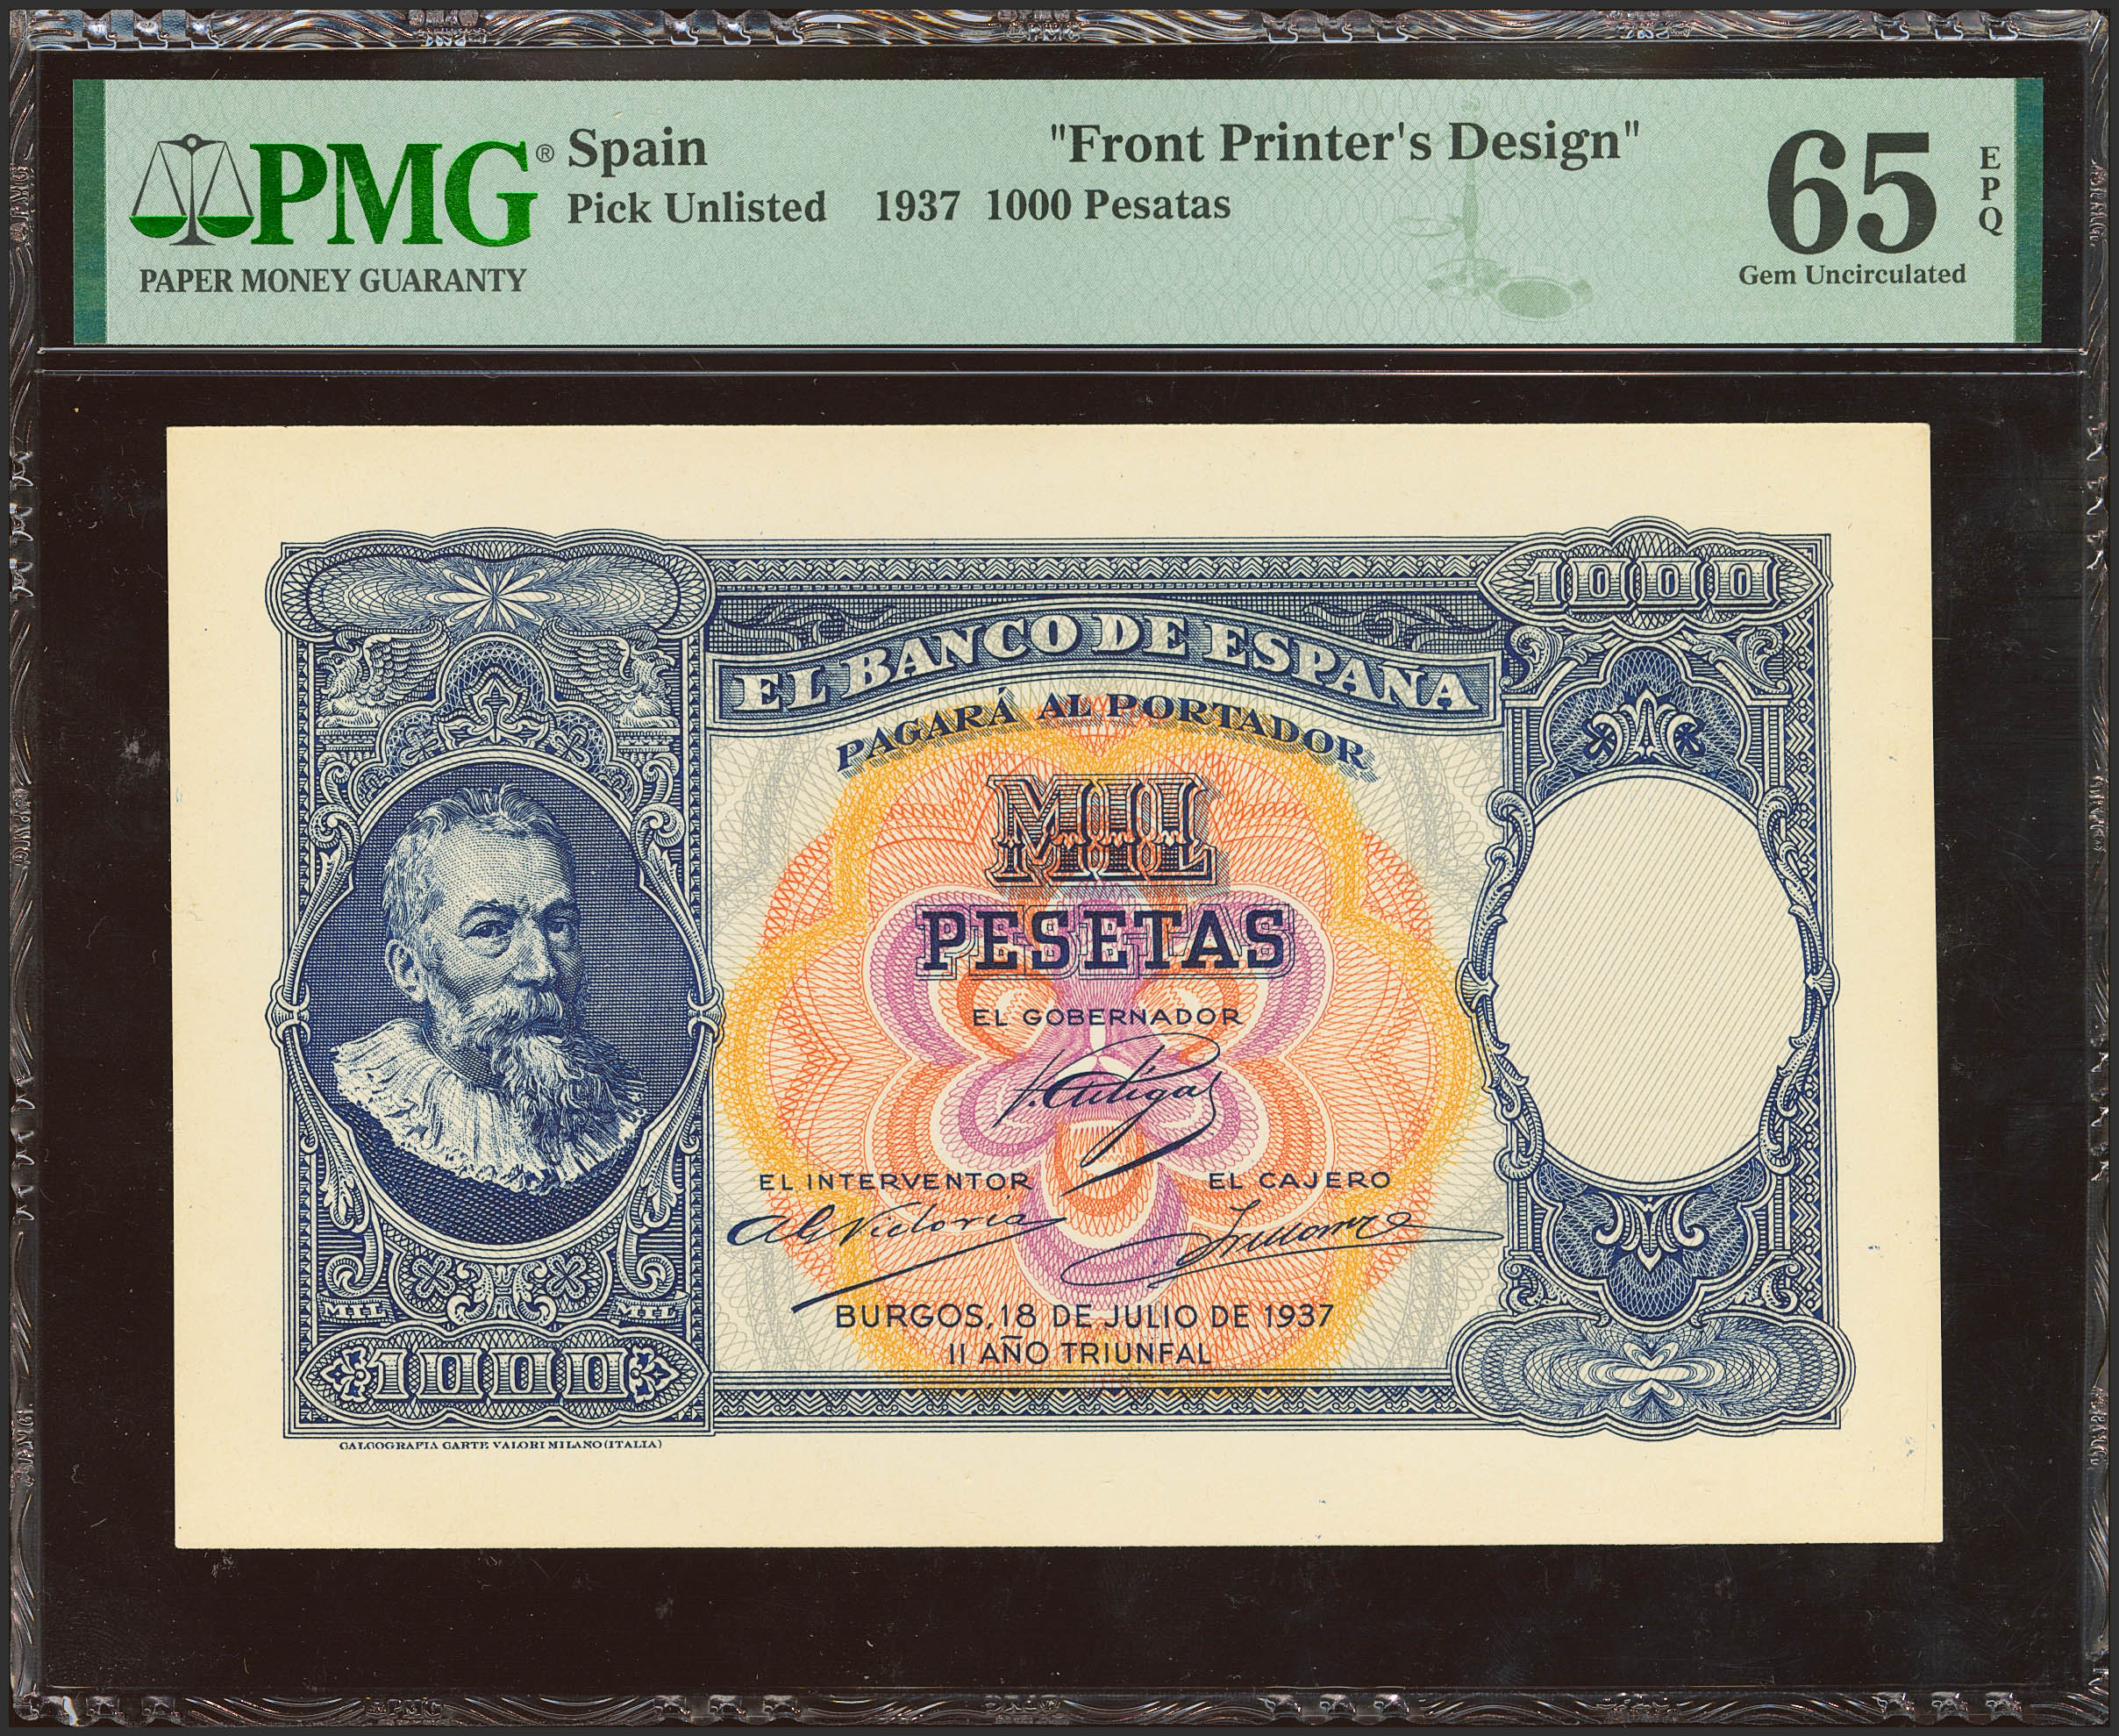 PMG® Spain "Front Printer's Design" 65 EPQ
Pick Unlisted 1937 1000 Pesatas
PAPER MONEY GUARANTY Gem Uncirculated
1000
EL BANCO DE ESPAÑA
PAGARÁ AL PORTADOR
MIL
PESETAS
EL GOBERNADOR
EL INTERVENTOR EL CAJERO
MIL MIL
BURGOS, 18 DE JULIO DE 1937
II AÑO TRIUNFAL
1000
CALCOGRAFIA CARTE VALORI MILANO (ITALIA)